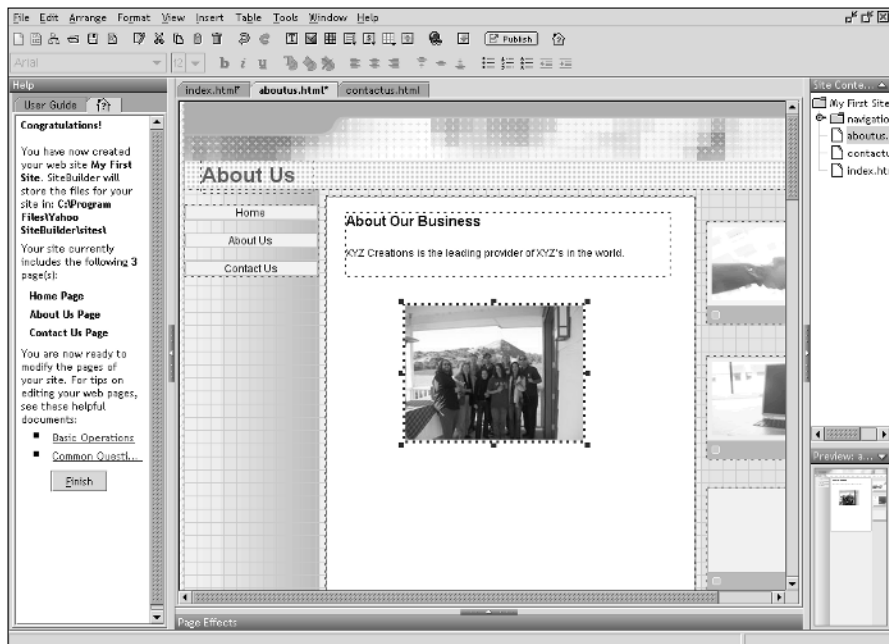 File Edit Arrange Format View Insert Table Tools Window Help
Publish
Arial 12 b i u
Help
User Guide
Congratulations!
You have now created
your web site My First
Site. SiteBuilder will
store the files for your
site in: C:\Program
Files\Yahoo
SiteBuilder\sites\
Your site currently
includes the following 3
page(s):
Home Page
About Us Page
Contact Us Page
You are now ready to
modify the pages of
your site. For tips on
editing your web pages,
see these helpful
documents:
Basic Operations
Common Questi...
Finish
index.html* aboutus.html* contactus.html
About Us
Home
About Us
Contact Us
About Our Business
XYZ Creations is the leading provider of XYZ's in the world.
Page Effects
Site Conte...
My First Site
navigatio
aboutus.
contactu
index.ht
Preview: a...